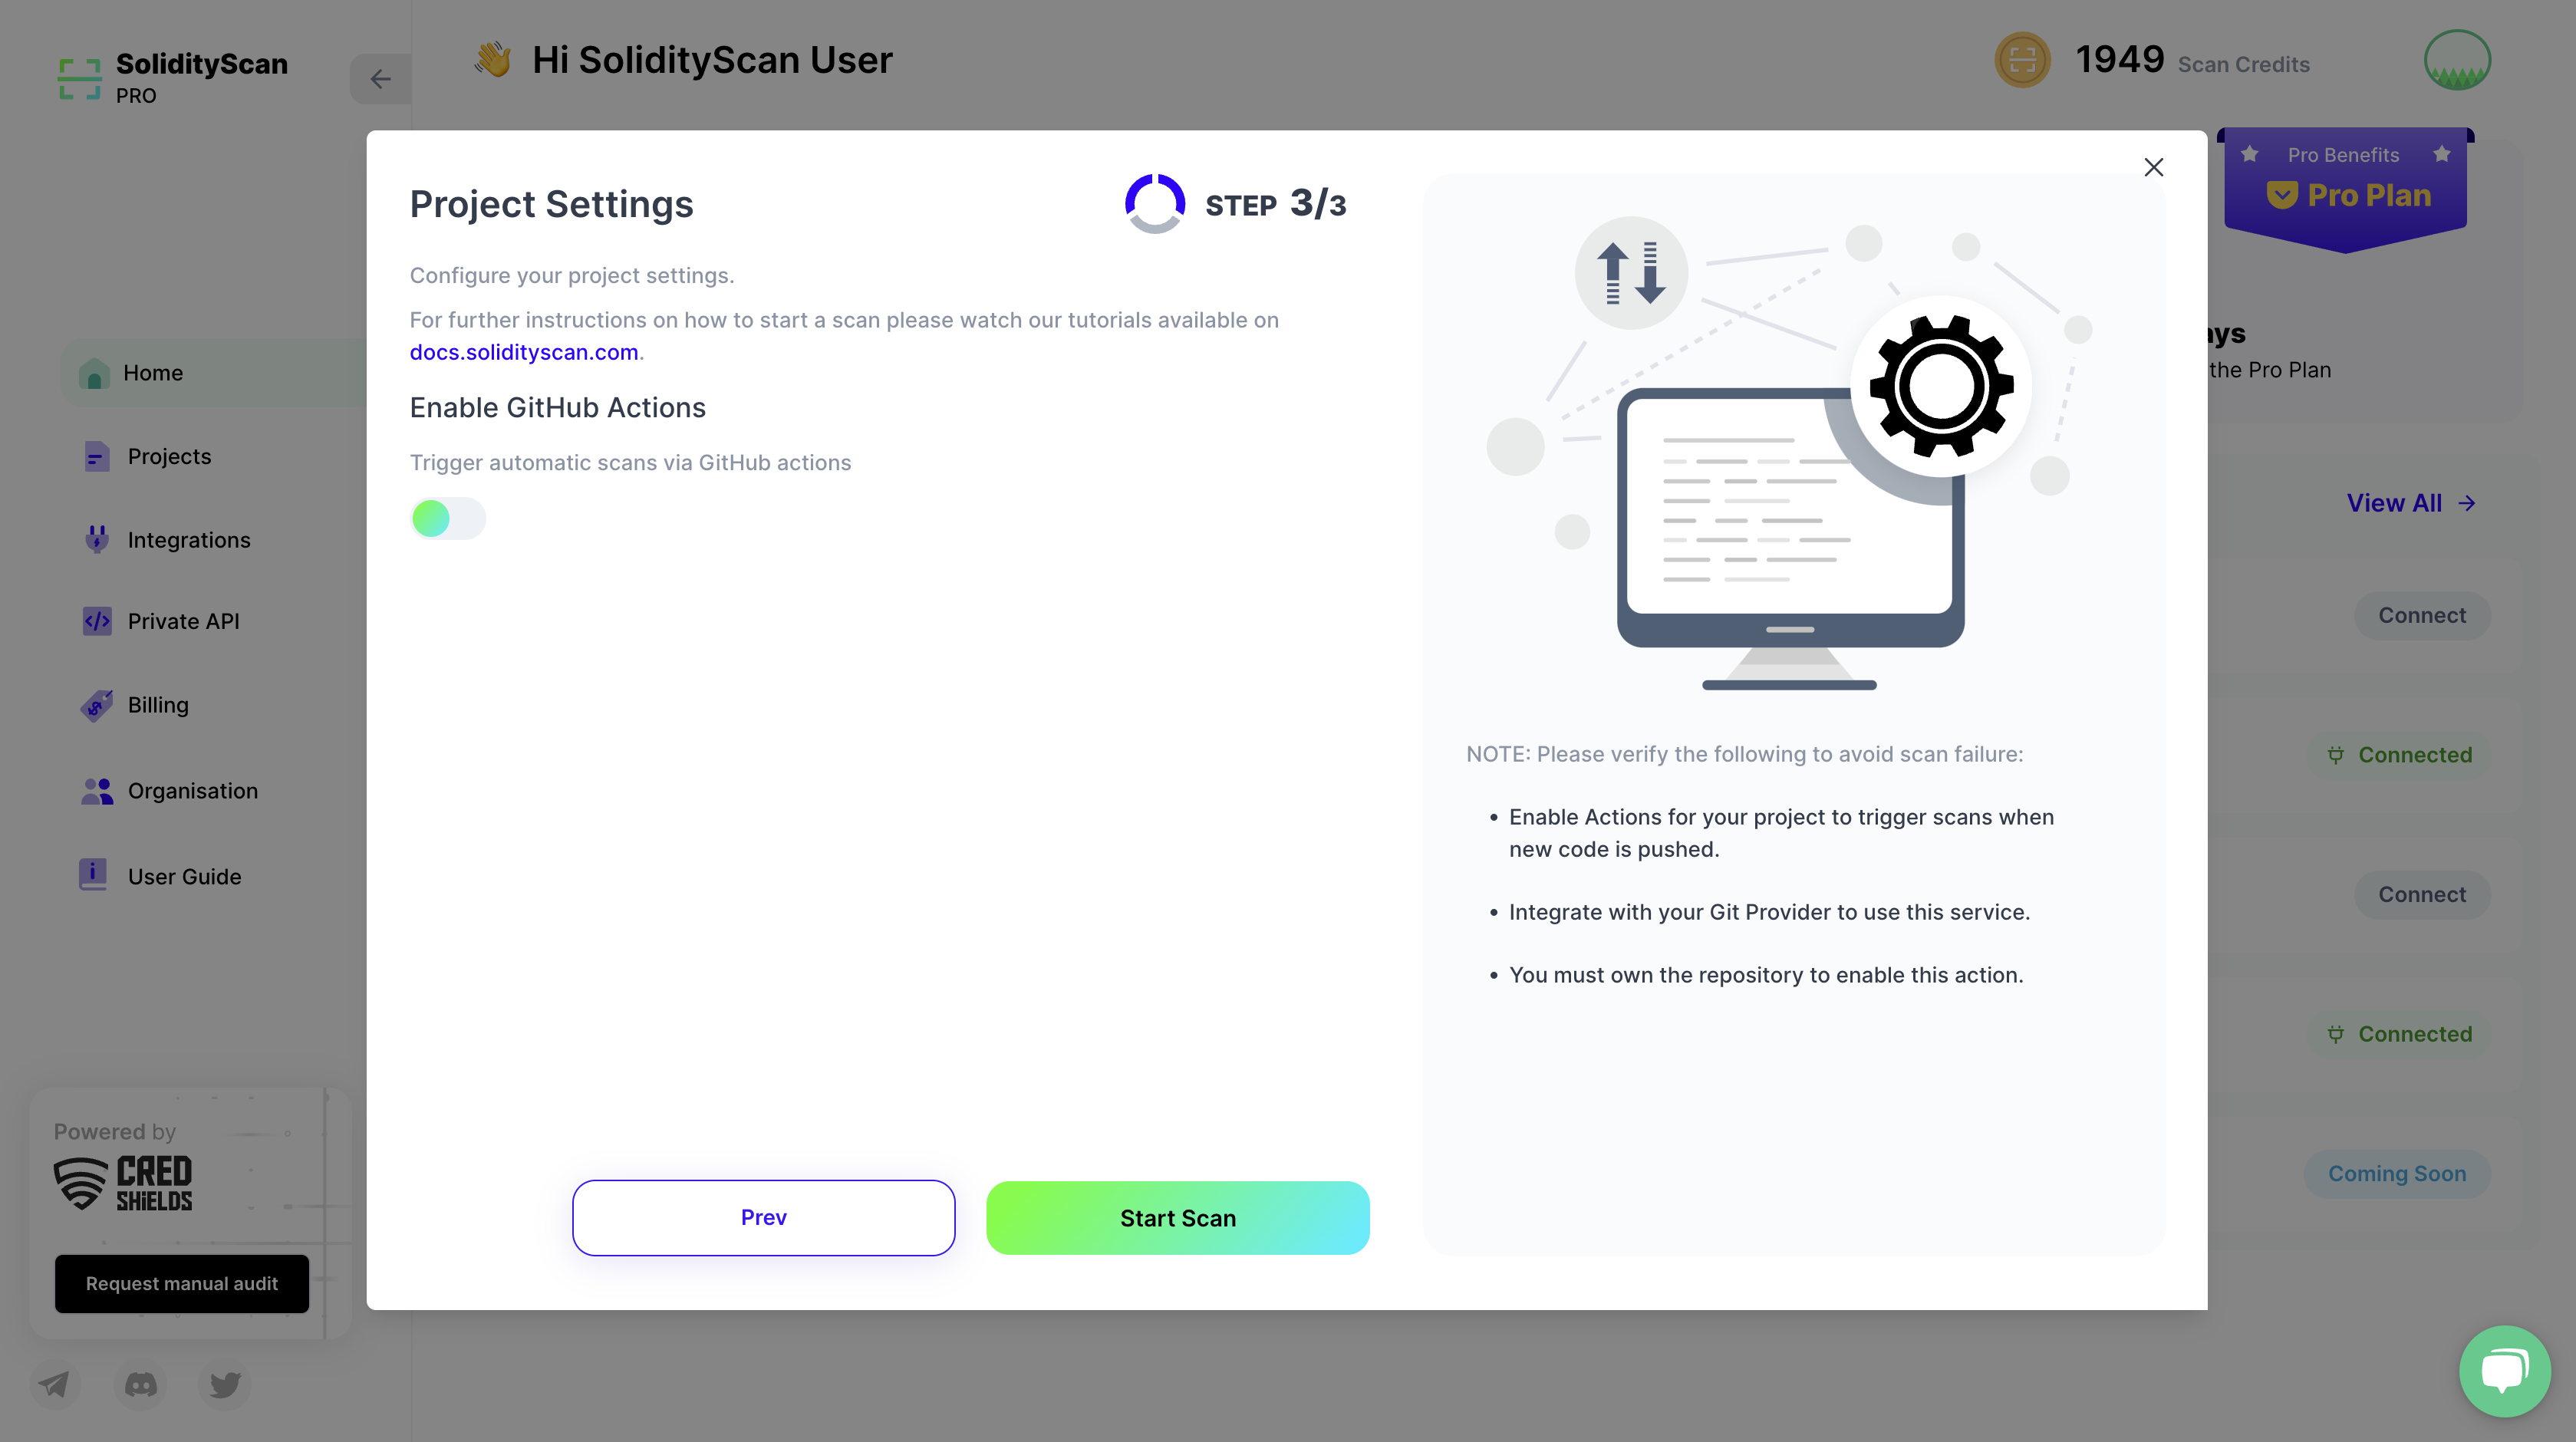 SolidityScan
PRO
👋 Hi SolidityScan User
1949 Scan Credits
Home
Projects
Integrations
Private API
Billing
Organisation
User Guide
Powered by
CRED
SHiELDS
Request manual audit
Project Settings
STEP 3/3
Configure your project settings.
For further instructions on how to start a scan please watch our tutorials available on
docs.solidityscan.com.
Enable GitHub Actions
Trigger automatic scans via GitHub actions
Prev
Start Scan
NOTE: Please verify the following to avoid scan failure:
• Enable Actions for your project to trigger scans when
new code is pushed.
• Integrate with your Git Provider to use this service.
• You must own the repository to enable this action.
Pro Benefits
Pro Plan
the Pro Plan
View All
Connect
Connected
Connect
Connected
Coming Soon